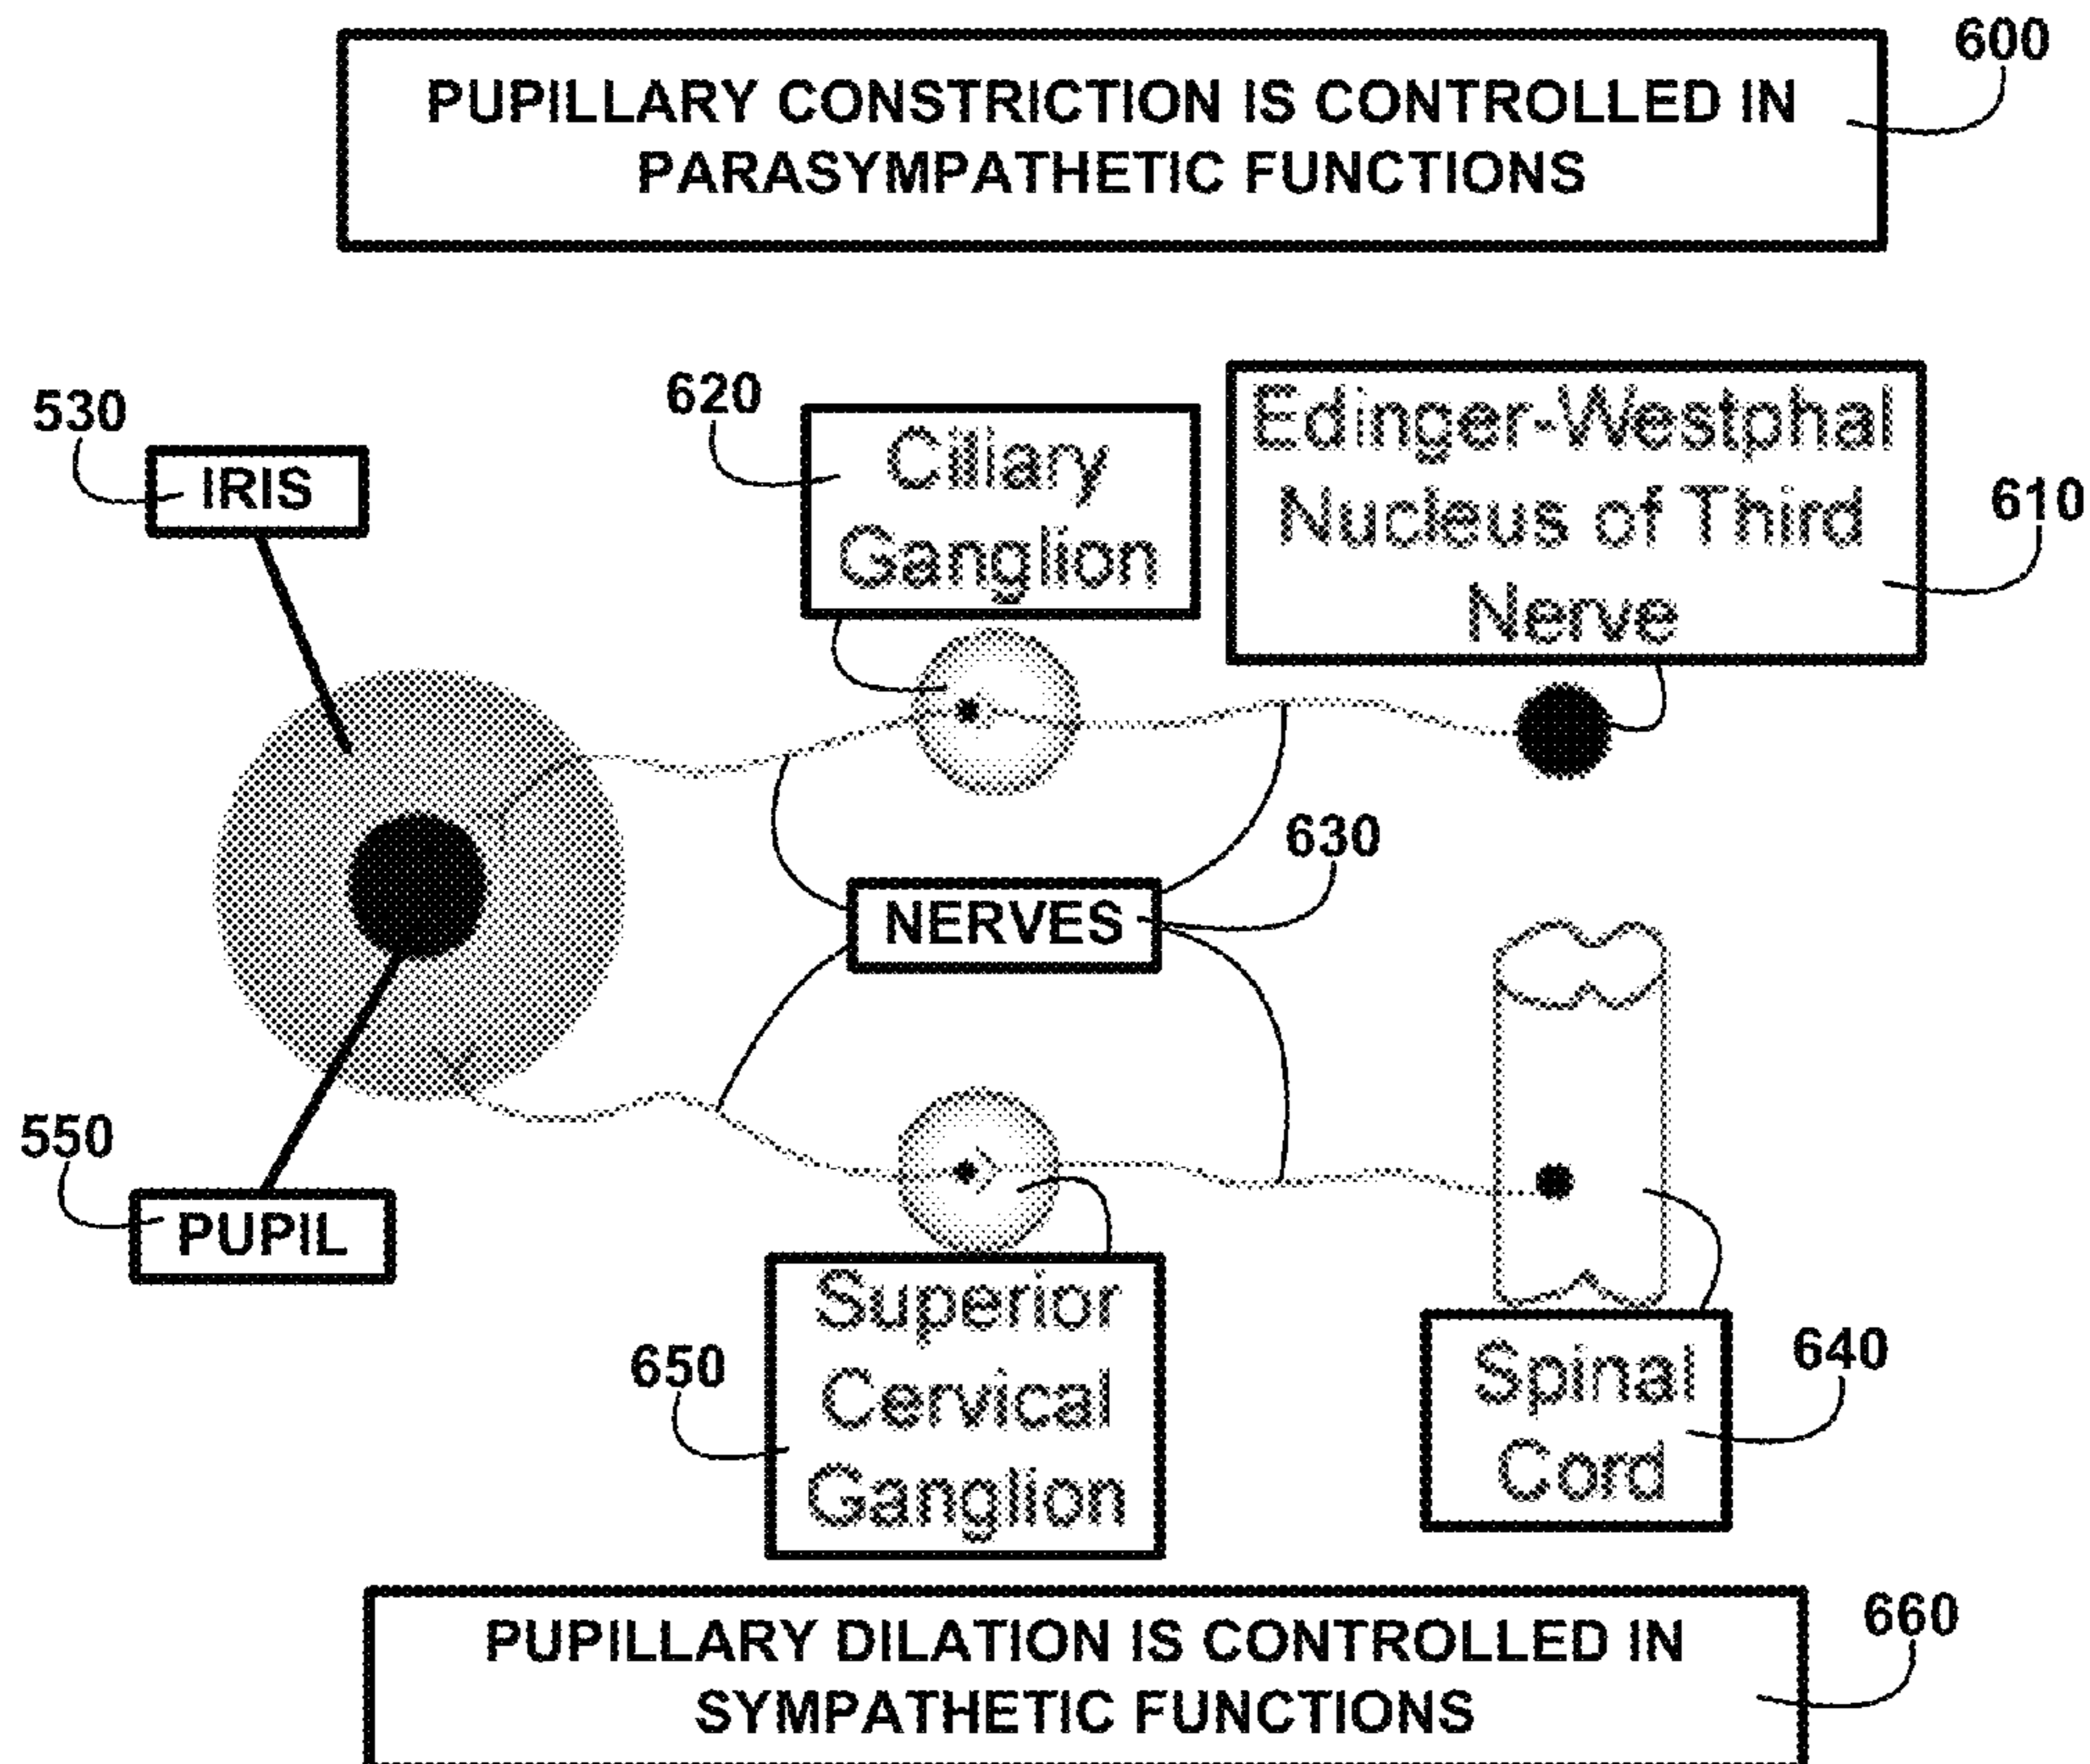 600
PUPILLARY CONSTRICTION IS CONTROLLED IN
PARASYMPATHETIC FUNCTIONS
530
IRIS
620
Ciliary
Ganglion
Edinger-Westphal
Nucleus of Third
Nerve
610
630
NERVES
550
PUPIL
650
Superior
Cervical
Ganglion
640
Spinal
Cord
660
PUPILLARY DILATION IS CONTROLLED IN
SYMPATHETIC FUNCTIONS